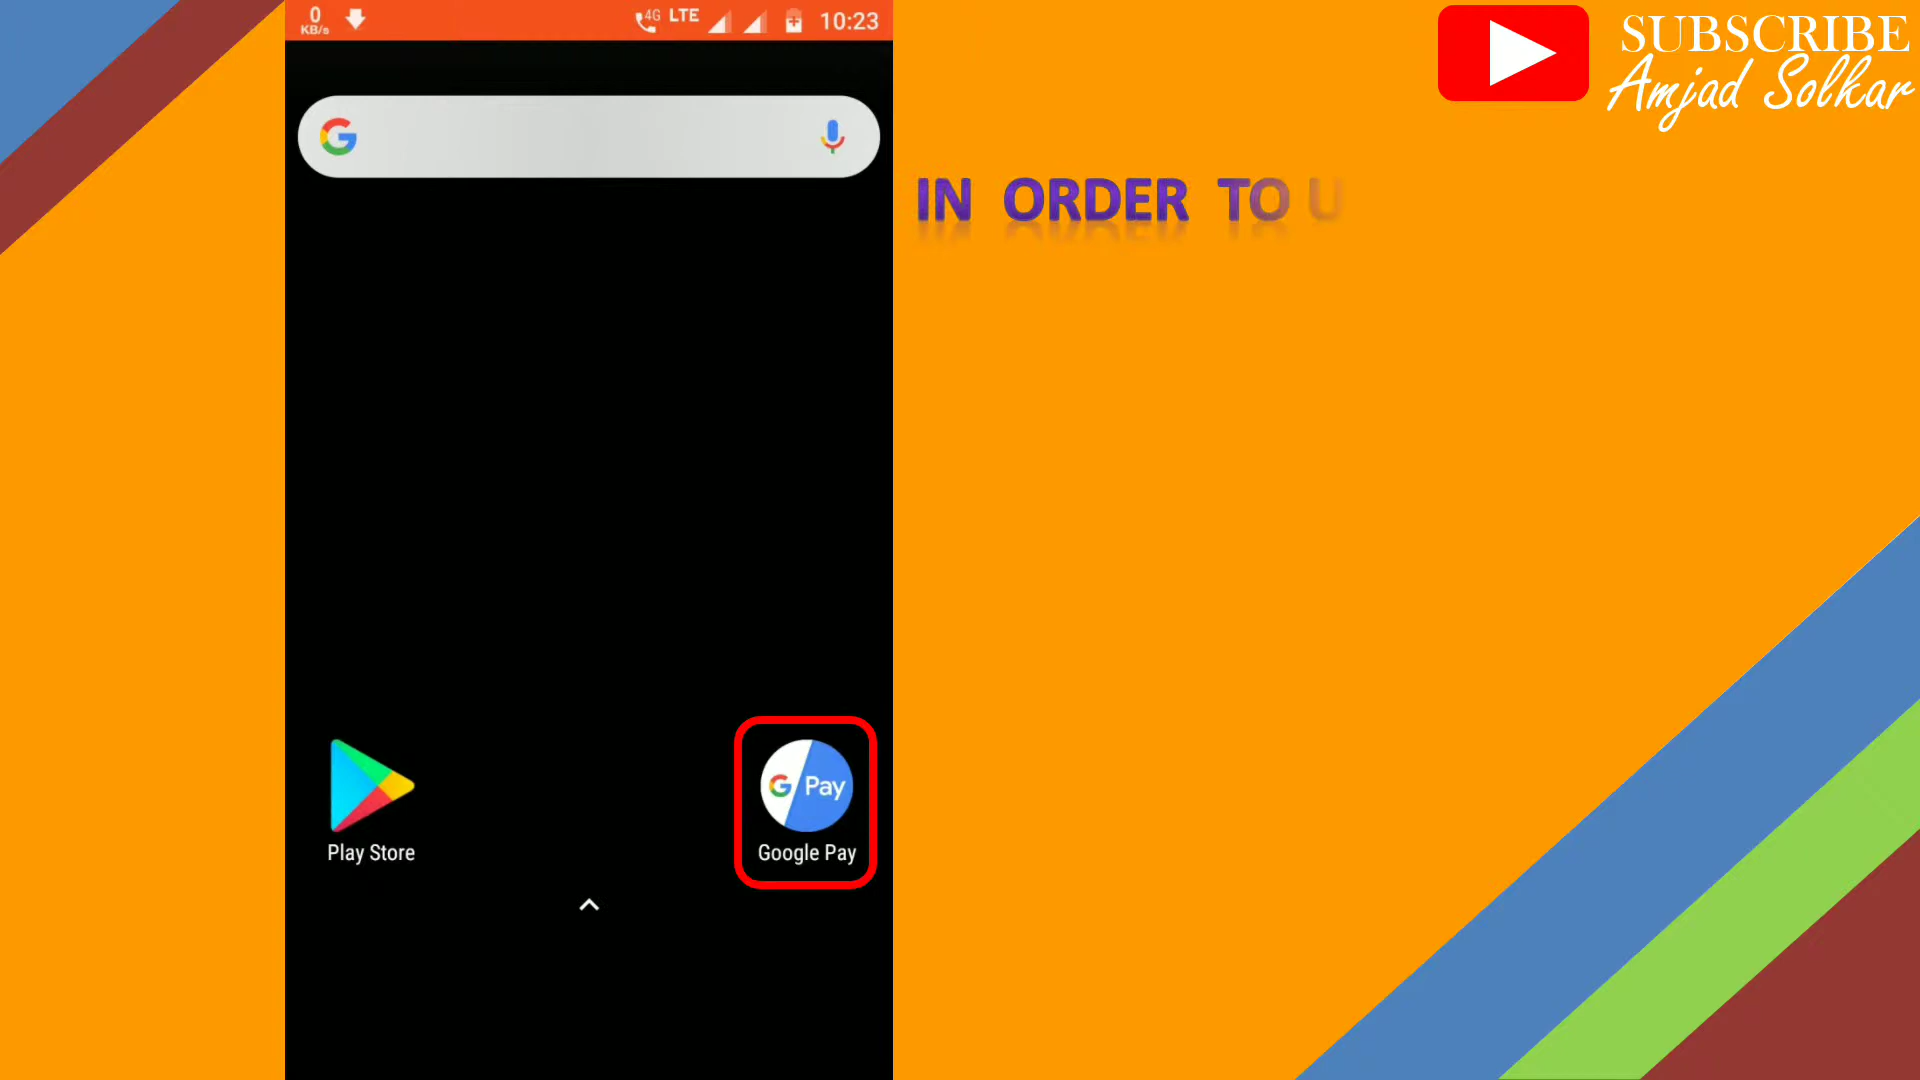 0
KB/s
4G LTE
10:23
SUBSCRIBE
Amjad Solkar
IN ORDER TO U
G Pay
Play Store
Google Pay